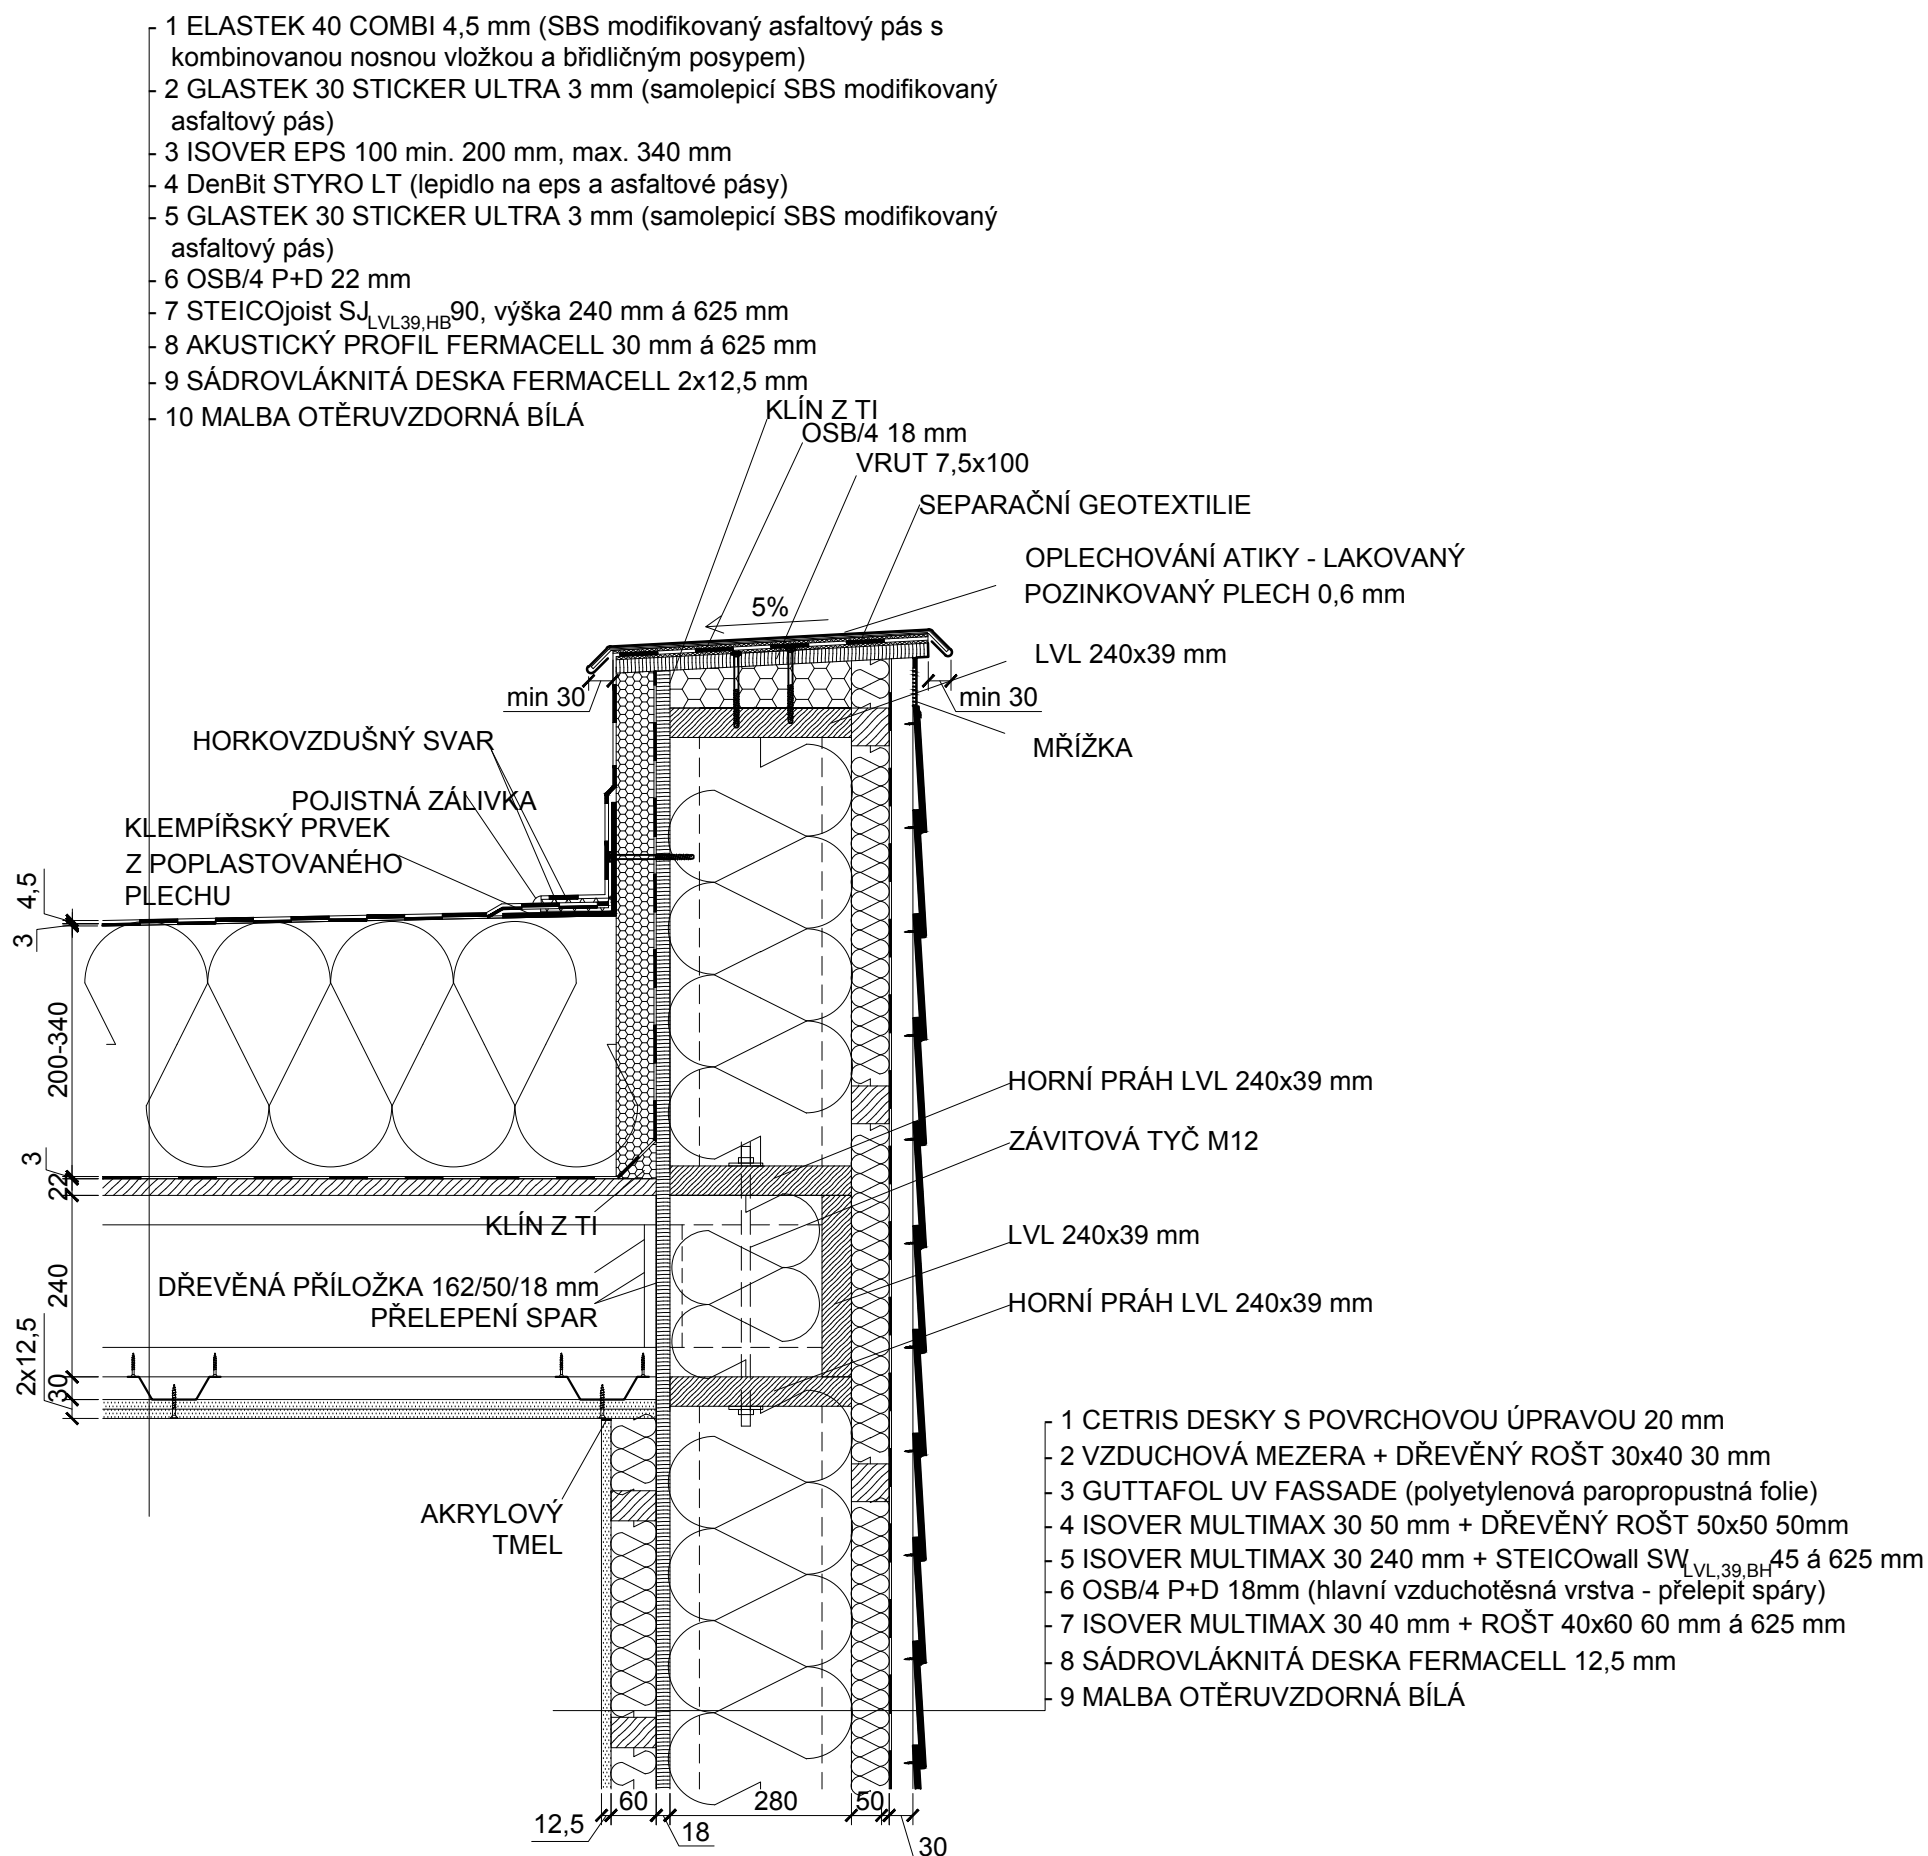 - 1 ELASTEK 40 COMBI 4,5 mm (SBS modifikovaný asfaltový pás s
kombinovanou nosnou vložkou a břidličným posypem)
- 2 GLASTEK 30 STICKER ULTRA 3 mm (samolepicí SBS modifikovaný
asfaltový pás)
- 3 ISOVER EPS 100 min. 200 mm, max. 340 mm
- 4 DenBit STYRO LT (lepidlo na eps a asfaltové pásy)
- 5 GLASTEK 30 STICKER ULTRA 3 mm (samolepicí SBS modifikovaný
asfaltový pás)
- 6 OSB/4 P+D 22 mm
- 7 STEICOjoist SJLVL39,HB90, výška 240 mm á 625 mm
- 8 AKUSTICKÝ PROFIL FERMACELL 30 mm á 625 mm
- 9 SÁDROVLÁKNITÁ DESKA FERMACELL 2x12,5 mm
- 10 MALBA OTĚRUVZDORNÁ BÍLÁ
KLÍN Z TI
OSB/4 18 mm
VRUT 7,5x100
SEPARAČNÍ GEOTEXTILIE
OPLECHOVÁNÍ ATIKY - LAKOVANÝ
POZINKOVANÝ PLECH 0,6 mm
5%
LVL 240x39 mm
min 30
min 30
HORKOVZDUŠNÝ SVAR
MŘÍŽKA
POJISTNÁ ZÁLIVKA
KLEMPÍŘSKÝ PRVEK
Z POPLASTOVANÉHO
PLECHU
4,5
3
200-340
3
22
240
30
2x12,5
HORNÍ PRÁH LVL 240x39 mm
ZÁVITOVÁ TYČ M12
KLÍN Z TI
LVL 240x39 mm
DŘEVĚNÁ PŘÍLOŽKA 162/50/18 mm
PŘELEPENÍ SPAR
HORNÍ PRÁH LVL 240x39 mm
AKRYLOVÝ
TMEL
- 1 CETRIS DESKY S POVRCHOVOU ÚPRAVOU 20 mm
- 2 VZDUCHOVÁ MEZERA + DŘEVĚNÝ ROŠT 30x40 30 mm
- 3 GUTTAFOL UV FASSADE (polyetylenová paropropustná folie)
- 4 ISOVER MULTIMAX 30 50 mm + DŘEVĚNÝ ROŠT 50x50 50mm
- 5 ISOVER MULTIMAX 30 240 mm + STEICOwall SWLVL,39,BH45 á 625 mm
- 6 OSB/4 P+D 18mm (hlavní vzduchotěsná vrstva - přelepit spáry)
- 7 ISOVER MULTIMAX 30 40 mm + ROŠT 40x60 60 mm á 625 mm
- 8 SÁDROVLÁKNITÁ DESKA FERMACELL 12,5 mm
- 9 MALBA OTĚRUVZDORNÁ BÍLÁ
12,5
60
18
280
50
30